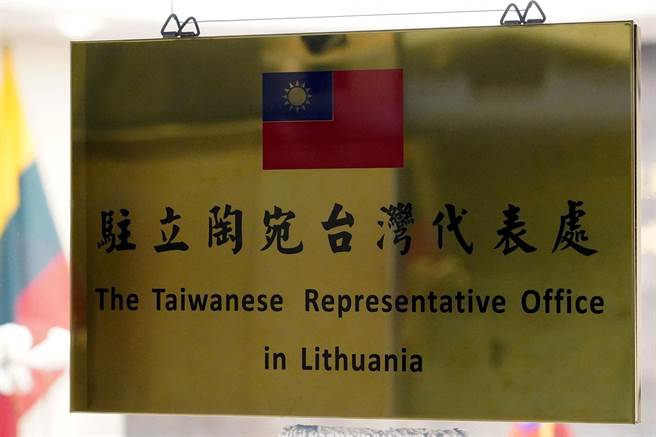 駐立陶宛台灣代表處
The Taiwanese Representative Office
in Lithuania